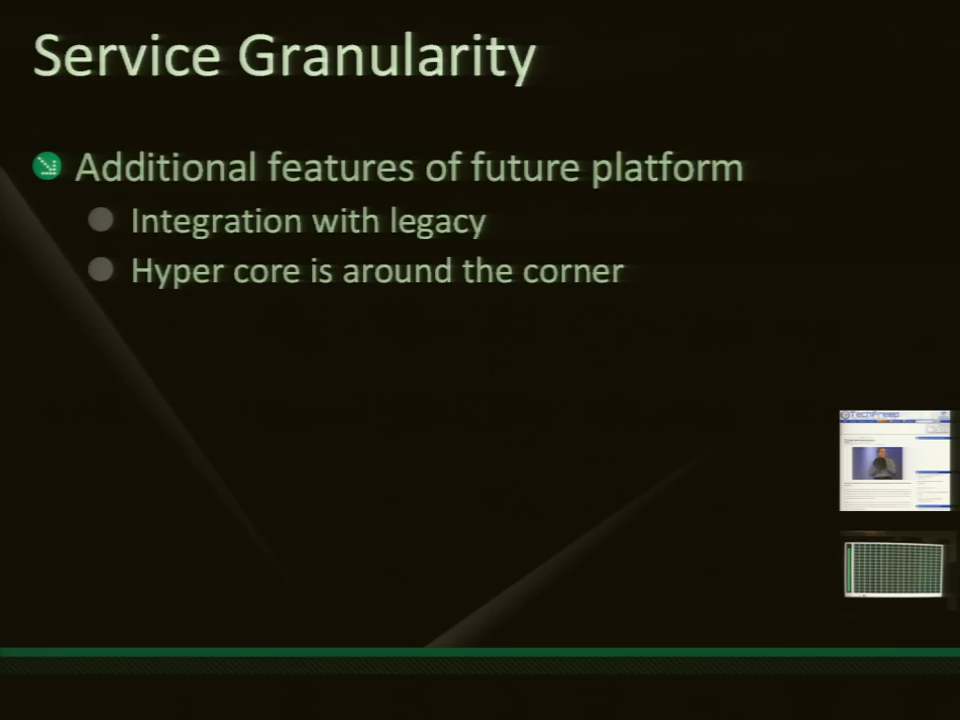 Service Granularity
Additional features of future platform
Integration with legacy
Hyper core is around the corner